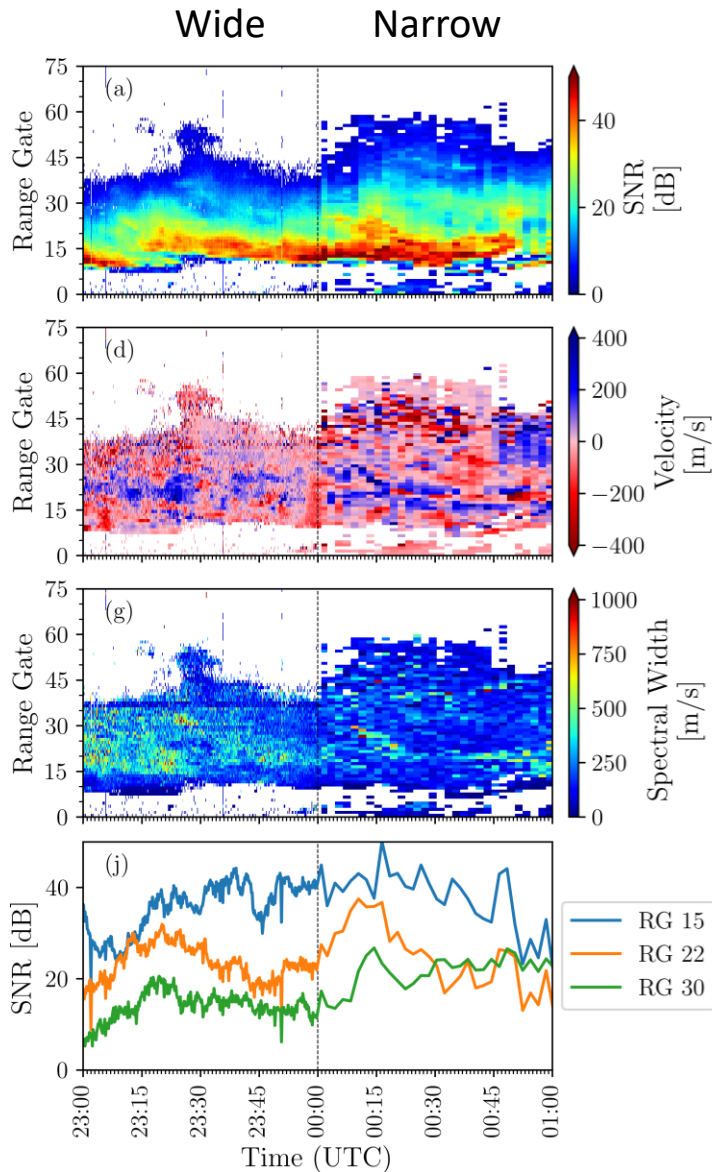 Wide Narrow
(a)
75
60
45
30
15
0
Range Gate
40
20
0
SNR
[dB]
(d)
75
60
45
30
15
0
Range Gate
400
200
0
−200
−400
Velocity
[m/s]
(g)
75
60
45
30
15
0
Range Gate
1000
750
500
250
0
Spectral Width
[m/s]
(j)
40
20
0
SNR [dB]
RG 15
RG 22
RG 30
23:00
23:15
23:30
23:45
00:00
00:15
00:30
00:45
01:00
Time (UTC)